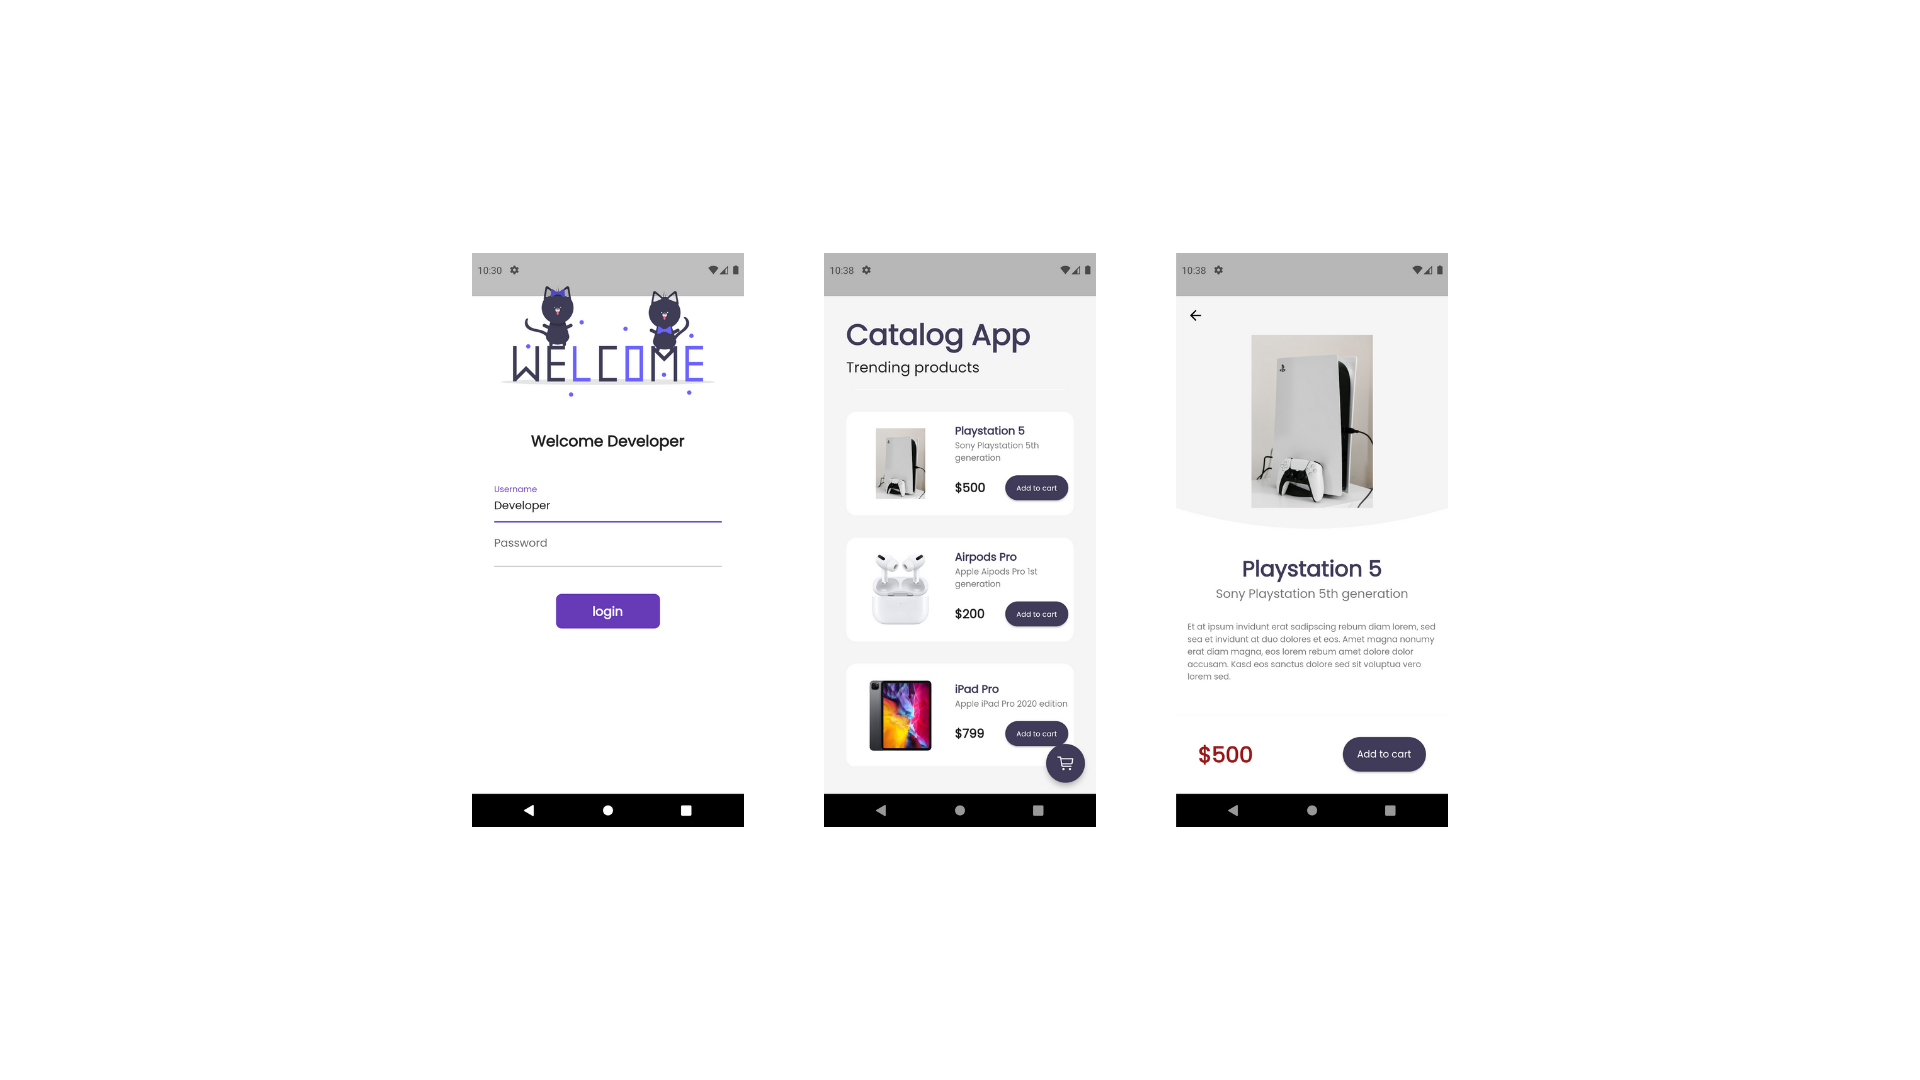 10:30
WELCOME
Welcome Developer
Username
Developer
Password
login
10:38
Catalog App
Trending products
Playstation 5
Sony Playstation 5th
generation
$500
Add to cart
Airpods Pro
Apple Aipods Pro 1st
generation
$200
Add to cart
iPad Pro
Apple iPad Pro 2020 edition
$799
Add to cart
10:38
Playstation 5
Sony Playstation 5th generation
Et at ipsum invidunt erat sadipscing rebum diam lorem, sed
sea et invidunt at duo dolores et eos. Amet magna nonumy
erat diam magna, eos lorem rebum amet dolore dolor
accusam. Kasd eos sanctus dolore sed sit voluptua vero
lorem sed.
$500
Add to cart